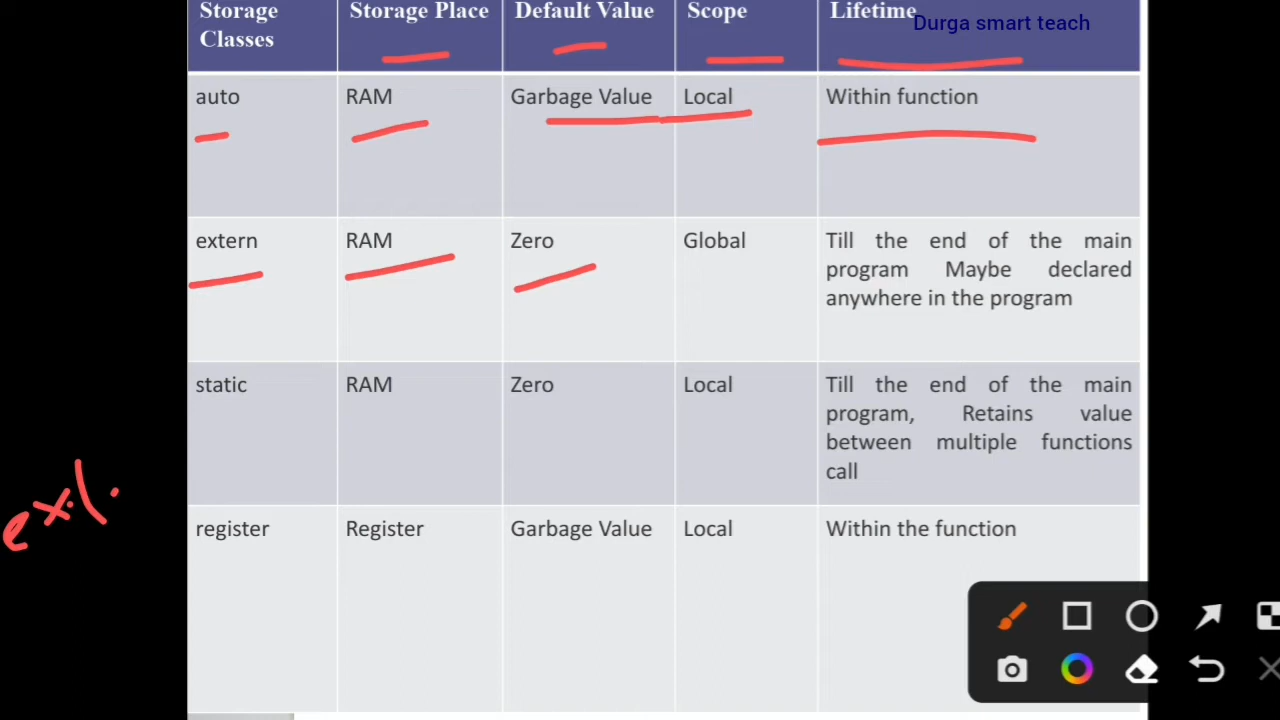 Storage Classes
Storage Place
Default Value
Scope
Lifetime
Durga smart teach
auto
RAM
Garbage Value
Local
Within function
extern
RAM
Zero
Global
Till the end of the main
program Maybe declared
anywhere in the program
static
RAM
Zero
Local
Till the end of the main
program, Retains value
between multiple functions
call
register
Register
Garbage Value
Local
Within the function